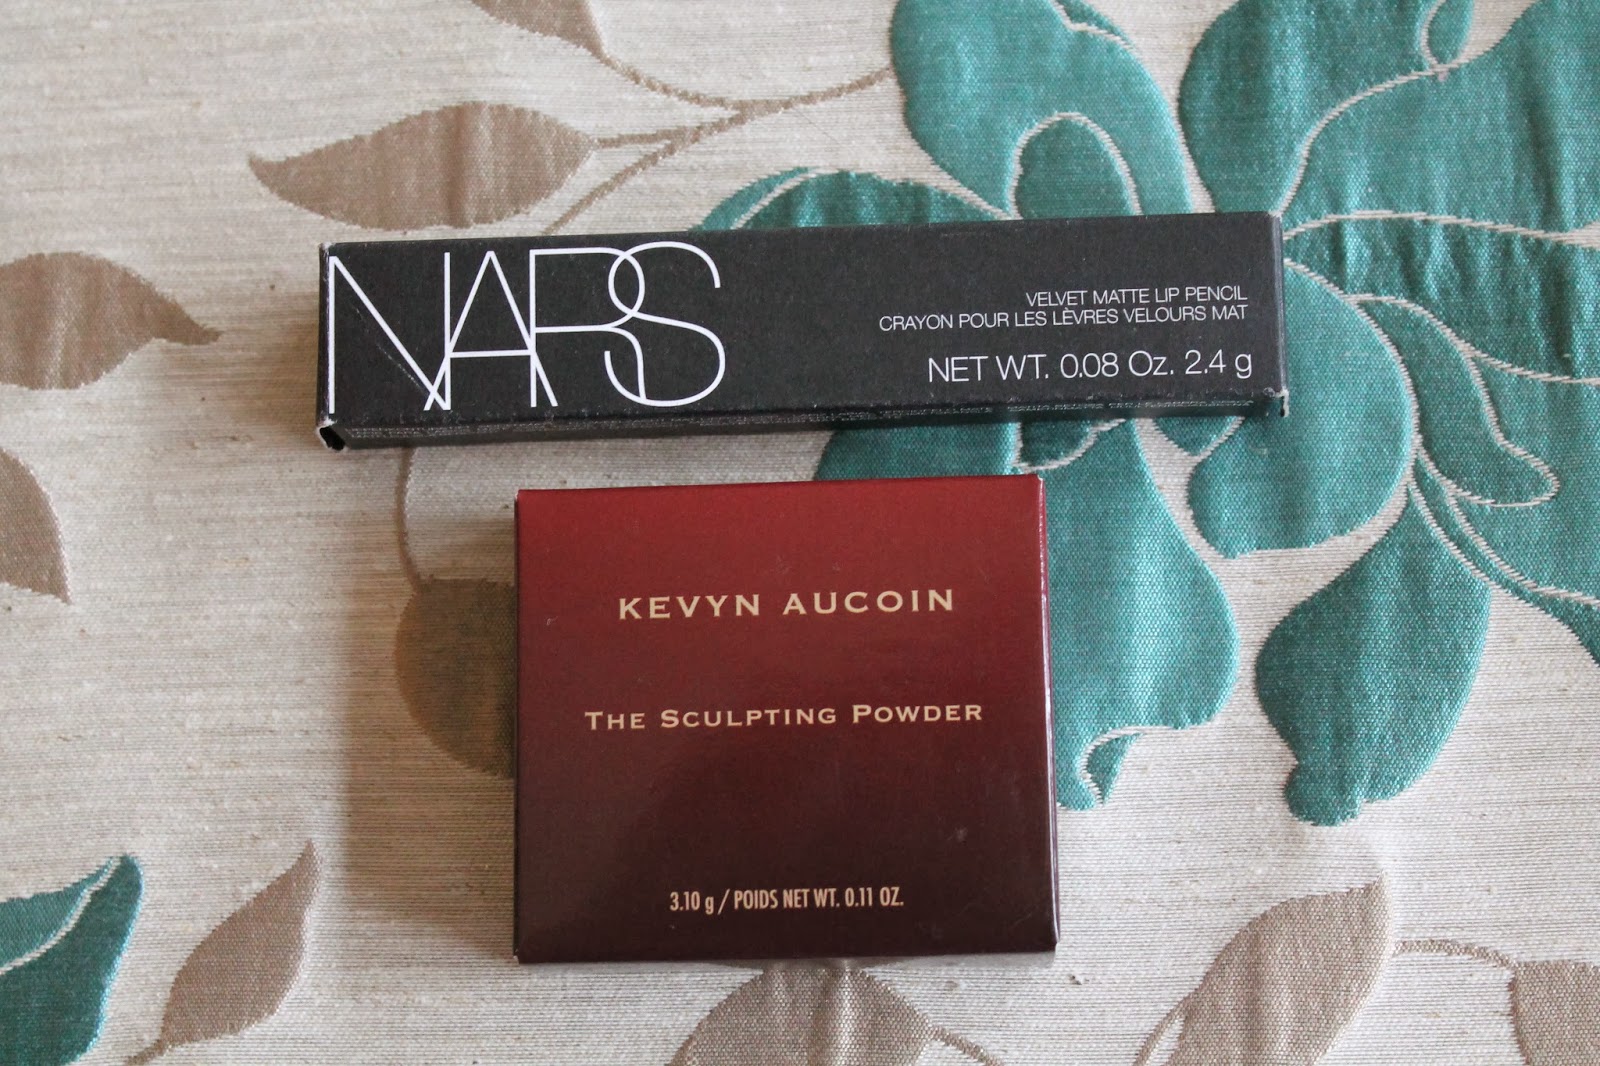 NARS
VELVET MATTE LIP PENCIL
CRAYON POUR LES LÈVRES VELOURS MAT
NET WT. 0.08 Oz. 2.4 g
KEVYN AUCOIN
THE SCULPTING POWDER
3.10 g / POIDS NET WT. 0.11 OZ.